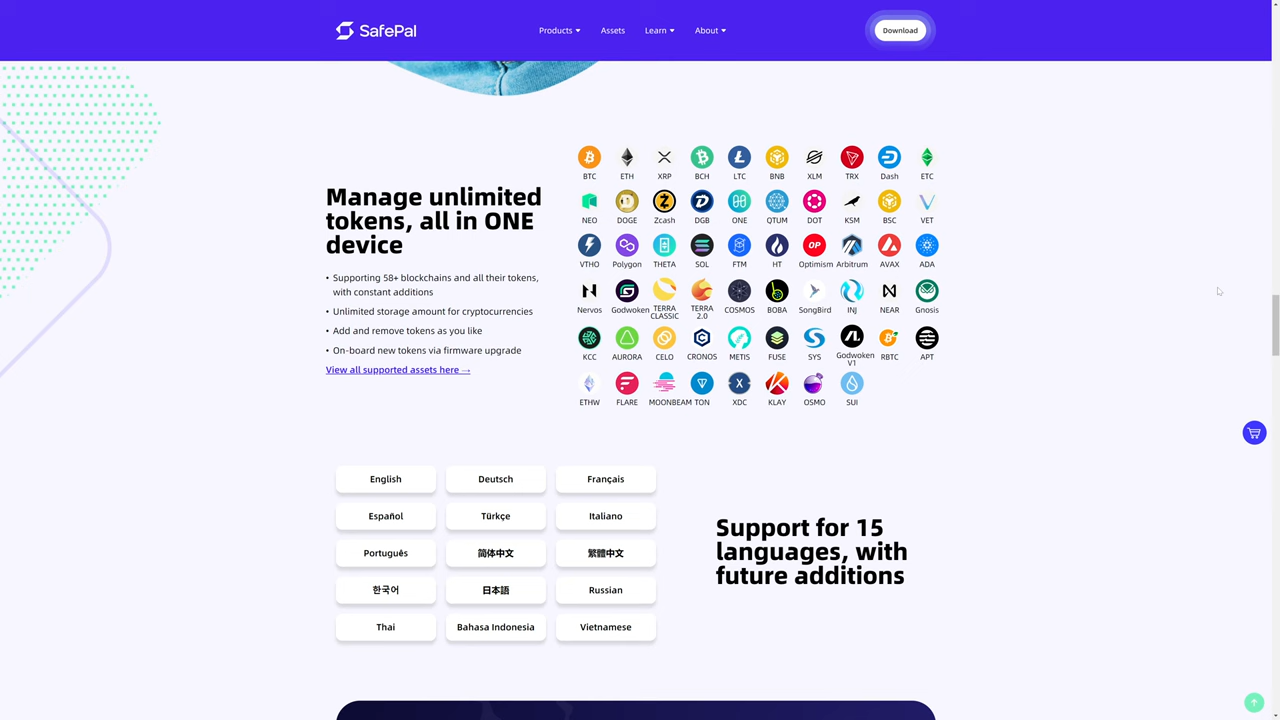 SafePal
Products
Assets
Learn
About
Download
Manage unlimited
tokens, all in ONE
device
• Supporting 58+ blockchains and all their tokens,
with constant additions
• Unlimited storage amount for cryptocurrencies
• Add and remove tokens as you like
• On-board new tokens via firmware upgrade
View all supported assets here →
BTC ETH XRP BCH LTC BNB XLM TRX Dash ETC
NEO DOGE Zcash DGB ONE QTUM DOT KSM BSC VET
VTHO Polygon THETA SOL FTM HT Optimism Arbitrum AVAX ADA
Nervos Godwoken TERRA CLASSIC TERRA 2.0 COSMOS BOBA SongBird INJ NEAR Gnosis
KCC AURORA CELO CRONOS METIS FUSE SYS Godwoken V1 RBTC APT
ETHW FLARE MOONBEAM TON XDC KLAY OSMO SUI
English Deutsch Français
Español Türkçe Italiano
Português 简体中文 繁體中文
한국어 日本語 Russian
Thai Bahasa Indonesia Vietnamese
Support for 15
languages, with
future additions